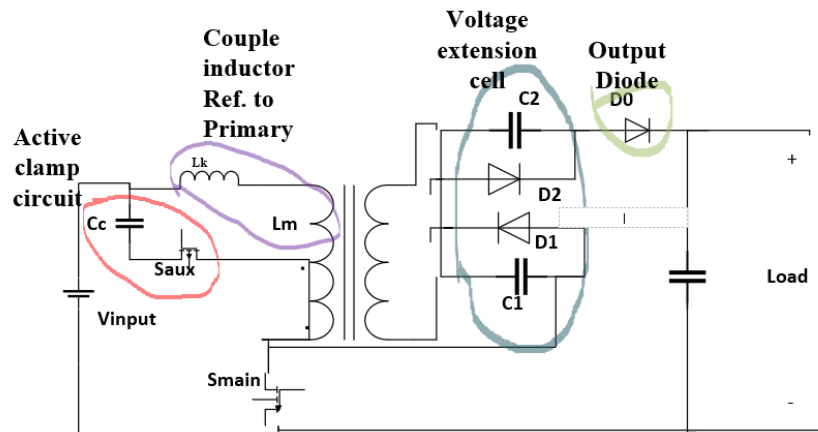 Couple
inductor
Ref. to
Primary
Voltage
extension
cell
Output
Diode
D0
C2
Active
clamp
circuit
Lk
D2
Cc
Lm
D1
Saux
C1
Vinput
Smain
+
Load
-